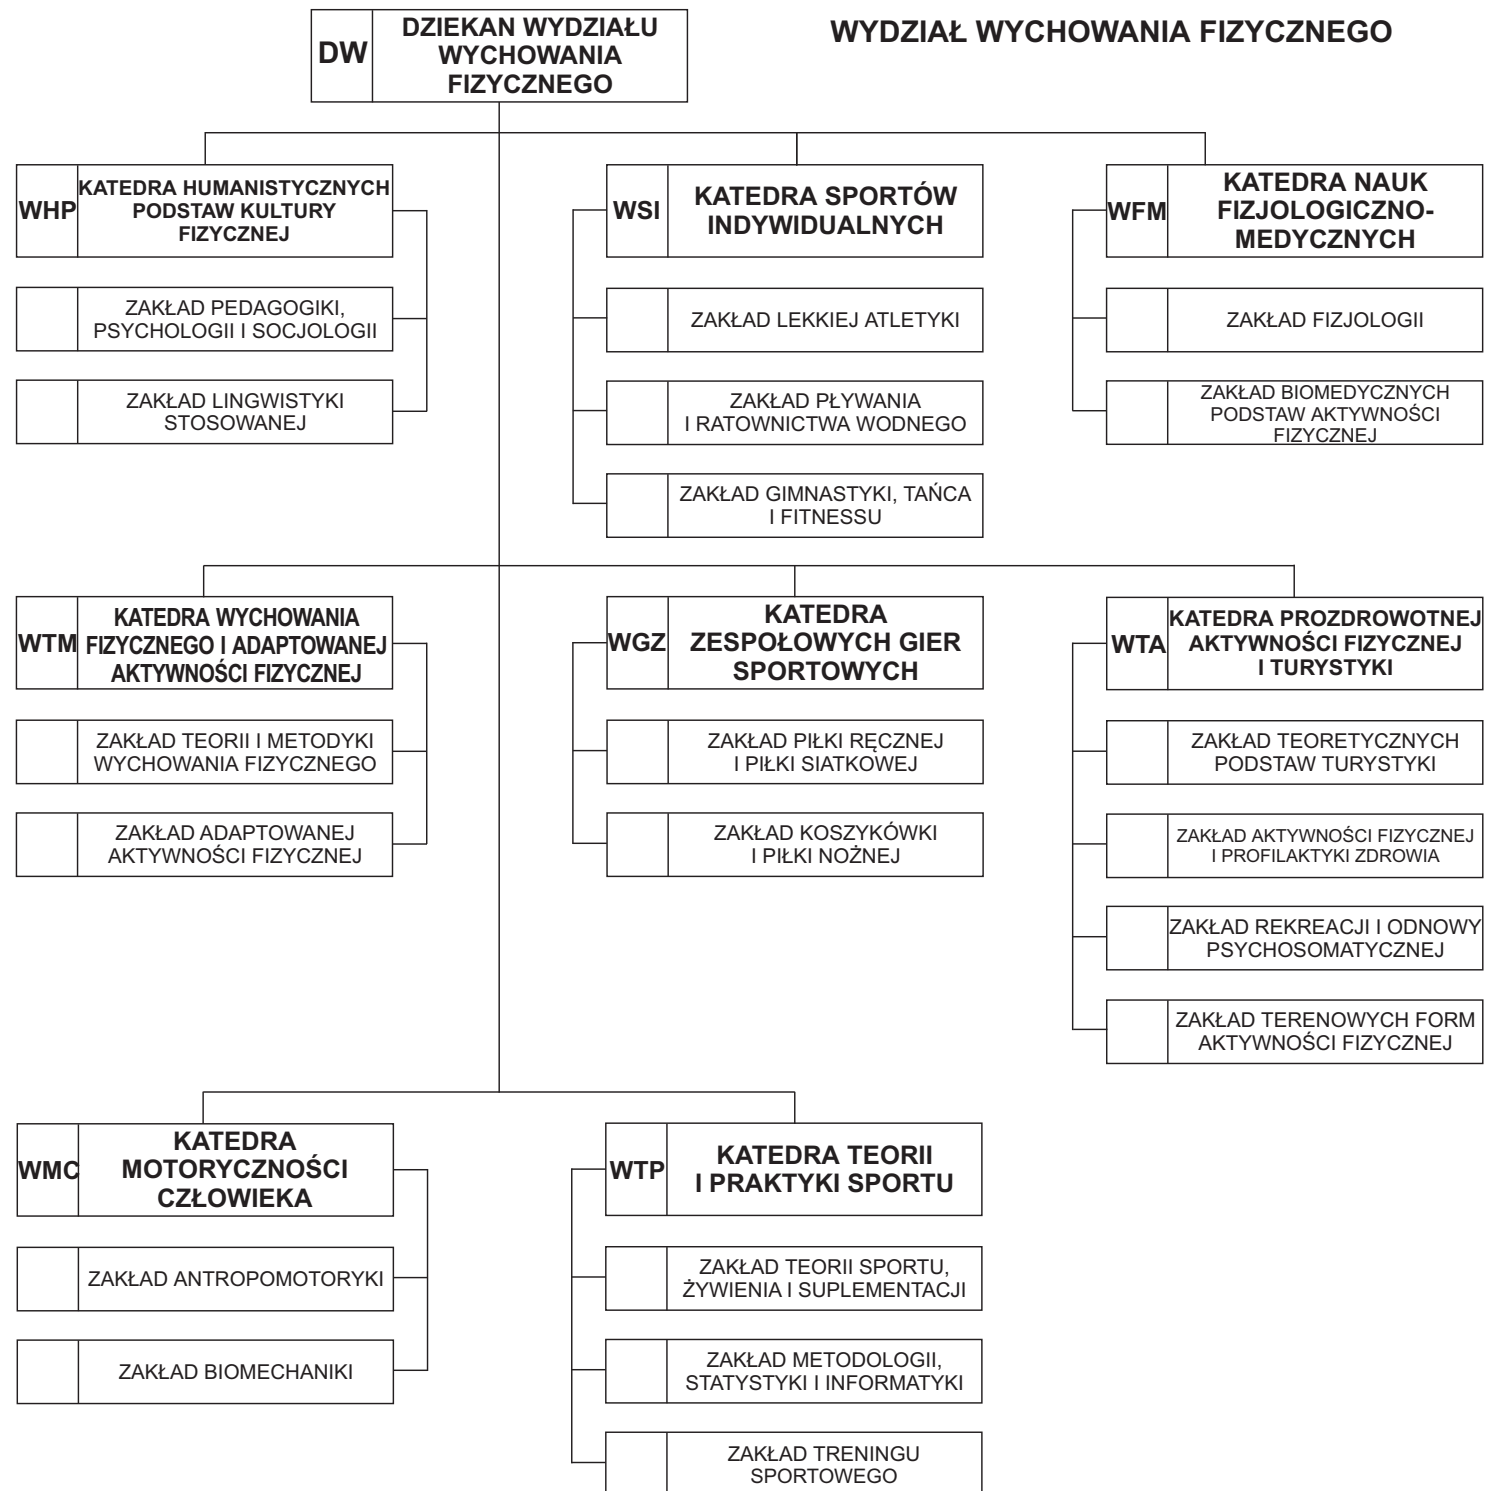 WYDZIAŁ WYCHOWANIA FIZYCZNEGO
DW
DZIEKAN WYDZIAŁU
WYCHOWANIA
FIZYCZNEGO
WHP
KATEDRA HUMANISTYCZNYCH
PODSTAW KULTURY
FIZYCZNEJ
ZAKŁAD PEDAGOGIKI,
PSYCHOLOGII I SOCJOLOGII
ZAKŁAD LINGWISTYKI
STOSOWANEJ
WSI
KATEDRA SPORTÓW
INDYWIDUALNYCH
ZAKŁAD LEKKIEJ ATLETYKI
ZAKŁAD PŁYWANIA
I RATOWNICTWA WODNEGO
ZAKŁAD GIMNASTYKI, TAŃCA
I FITNESSU
WFM
KATEDRA NAUK
FIZJOLOGICZNO-
MEDYCZNYCH
ZAKŁAD FIZJOLOGII
ZAKŁAD BIOMEDYCZNYCH
PODSTAW AKTYWNOŚCI
FIZYCZNEJ
WTM
KATEDRA WYCHOWANIA
FIZYCZNEGO I ADAPTOWANEJ
AKTYWNOŚCI FIZYCZNEJ
ZAKŁAD TEORII I METODYKI
WYCHOWANIA FIZYCZNEGO
ZAKŁAD ADAPTOWANEJ
AKTYWNOŚCI FIZYCZNEJ
WGZ
KATEDRA
ZESPOŁOWYCH GIER
SPORTOWYCH
ZAKŁAD PIŁKI RĘCZNEJ
I PIŁKI SIATKOWEJ
ZAKŁAD KOSZYKÓWKI
I PIŁKI NOŻNEJ
WTA
KATEDRA PROZDROWOTNEJ
AKTYWNOŚCI FIZYCZNEJ
I TURYSTYKI
ZAKŁAD TEORETYCZNYCH
PODSTAW TURYSTYKI
ZAKŁAD AKTYWNOŚCI FIZYCZNEJ
I PROFILAKTYKI ZDROWIA
ZAKŁAD REKREACJI I ODNOWY
PSYCHOSOMATYCZNEJ
ZAKŁAD TERENOWYCH FORM
AKTYWNOŚCI FIZYCZNEJ
WMC
KATEDRA
MOTORYCZNOŚCI
CZŁOWIEKA
ZAKŁAD ANTROPOMOTORYKI
ZAKŁAD BIOMECHANIKI
WTP
KATEDRA TEORII
I PRAKTYKI SPORTU
ZAKŁAD TEORII SPORTU,
ŻYWIENIA I SUPLEMENTACJI
ZAKŁAD METODOLOGII,
STATYSTYKI I INFORMATYKI
ZAKŁAD TRENINGU
SPORTOWEGO